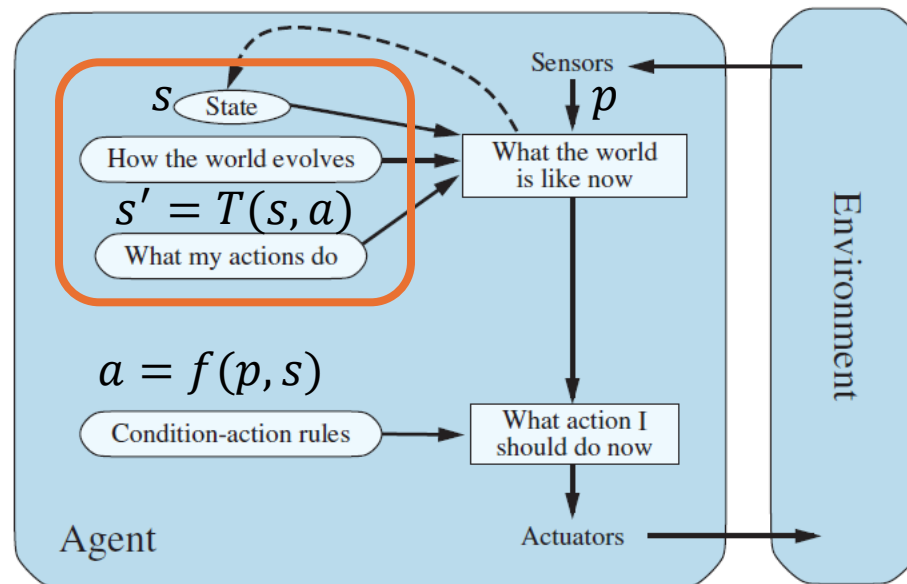 Sensors
s
State
p
How the world evolves
What the world
is like now
s′ = T(s, a)
What my actions do
a = f(p, s)
Condition-action rules
What action I
should do now
Agent
Actuators
Environment